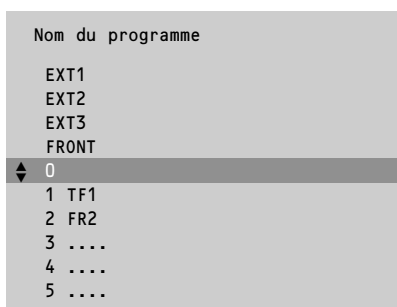 Nom du programme
EXT1
EXT2
EXT3
FRONT
0
1 TF1
2 FR2
3 ....
4 ....
5 ....